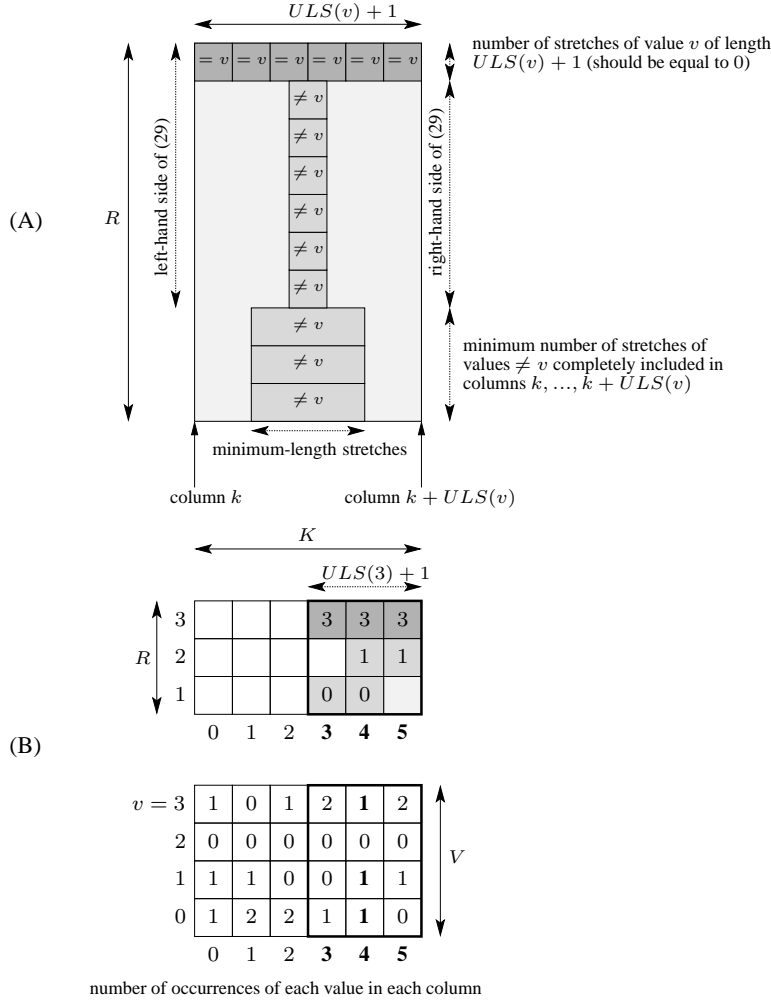 ULS(v) + 1
= v = v = v = v = v = v
number of stretches of value v of length
ULS(v) + 1 (should be equal to 0)
≠ v
≠ v
≠ v
≠ v
≠ v
≠ v
left-hand side of (29)
right-hand side of (29)
R
(A)
≠ v
≠ v
≠ v
minimum number of stretches of
values ≠ v completely included in
columns k, ..., k + ULS(v)
minimum-length stretches
column k
column k + ULS(v)
K
ULS(3) + 1
3 3 3 3
R 2 1 1
1 0 0
0 1 2 3 4 5
(B)
v = 3 1 0 1 2 1 2
2 0 0 0 0 0 0
V
1 1 1 0 0 1 1
0 1 2 2 1 1 0
0 1 2 3 4 5
number of occurrences of each value in each column